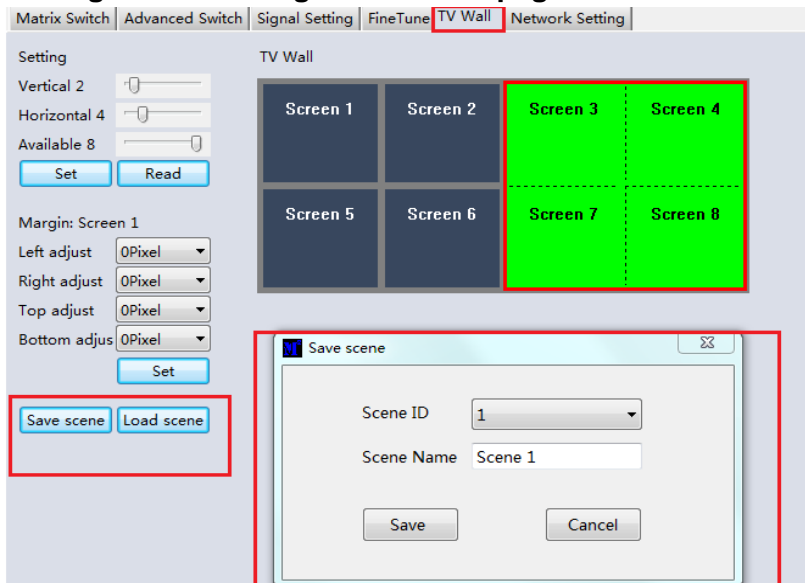 Matrix Switch Advanced Switch Signal Setting FineTune TV Wall Network Setting
Setting
Vertical 2
Horizontal 4
Available 8
Set Read
Margin: Screen 1
Left adjust 0Pixel
Right adjust 0Pixel
Top adjust 0Pixel
Bottom adjus 0Pixel
Set
Save scene Load scene
TV Wall
Screen 1 Screen 2 Screen 3 Screen 4
Screen 5 Screen 6 Screen 7 Screen 8
Save scene
Scene ID 1
Scene Name Scene 1
Save Cancel